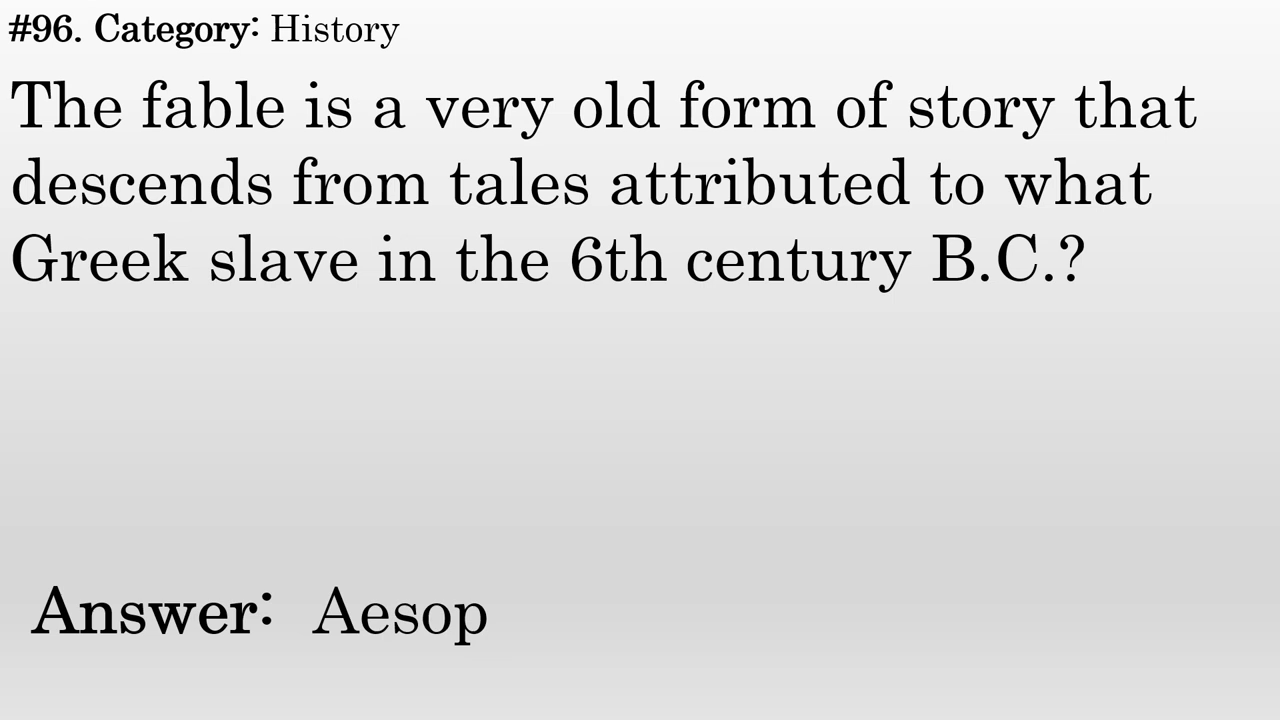 #96. Category: History
The fable is a very old form of story that
descends from tales attributed to what
Greek slave in the 6th century B.C.?
Answer: Aesop